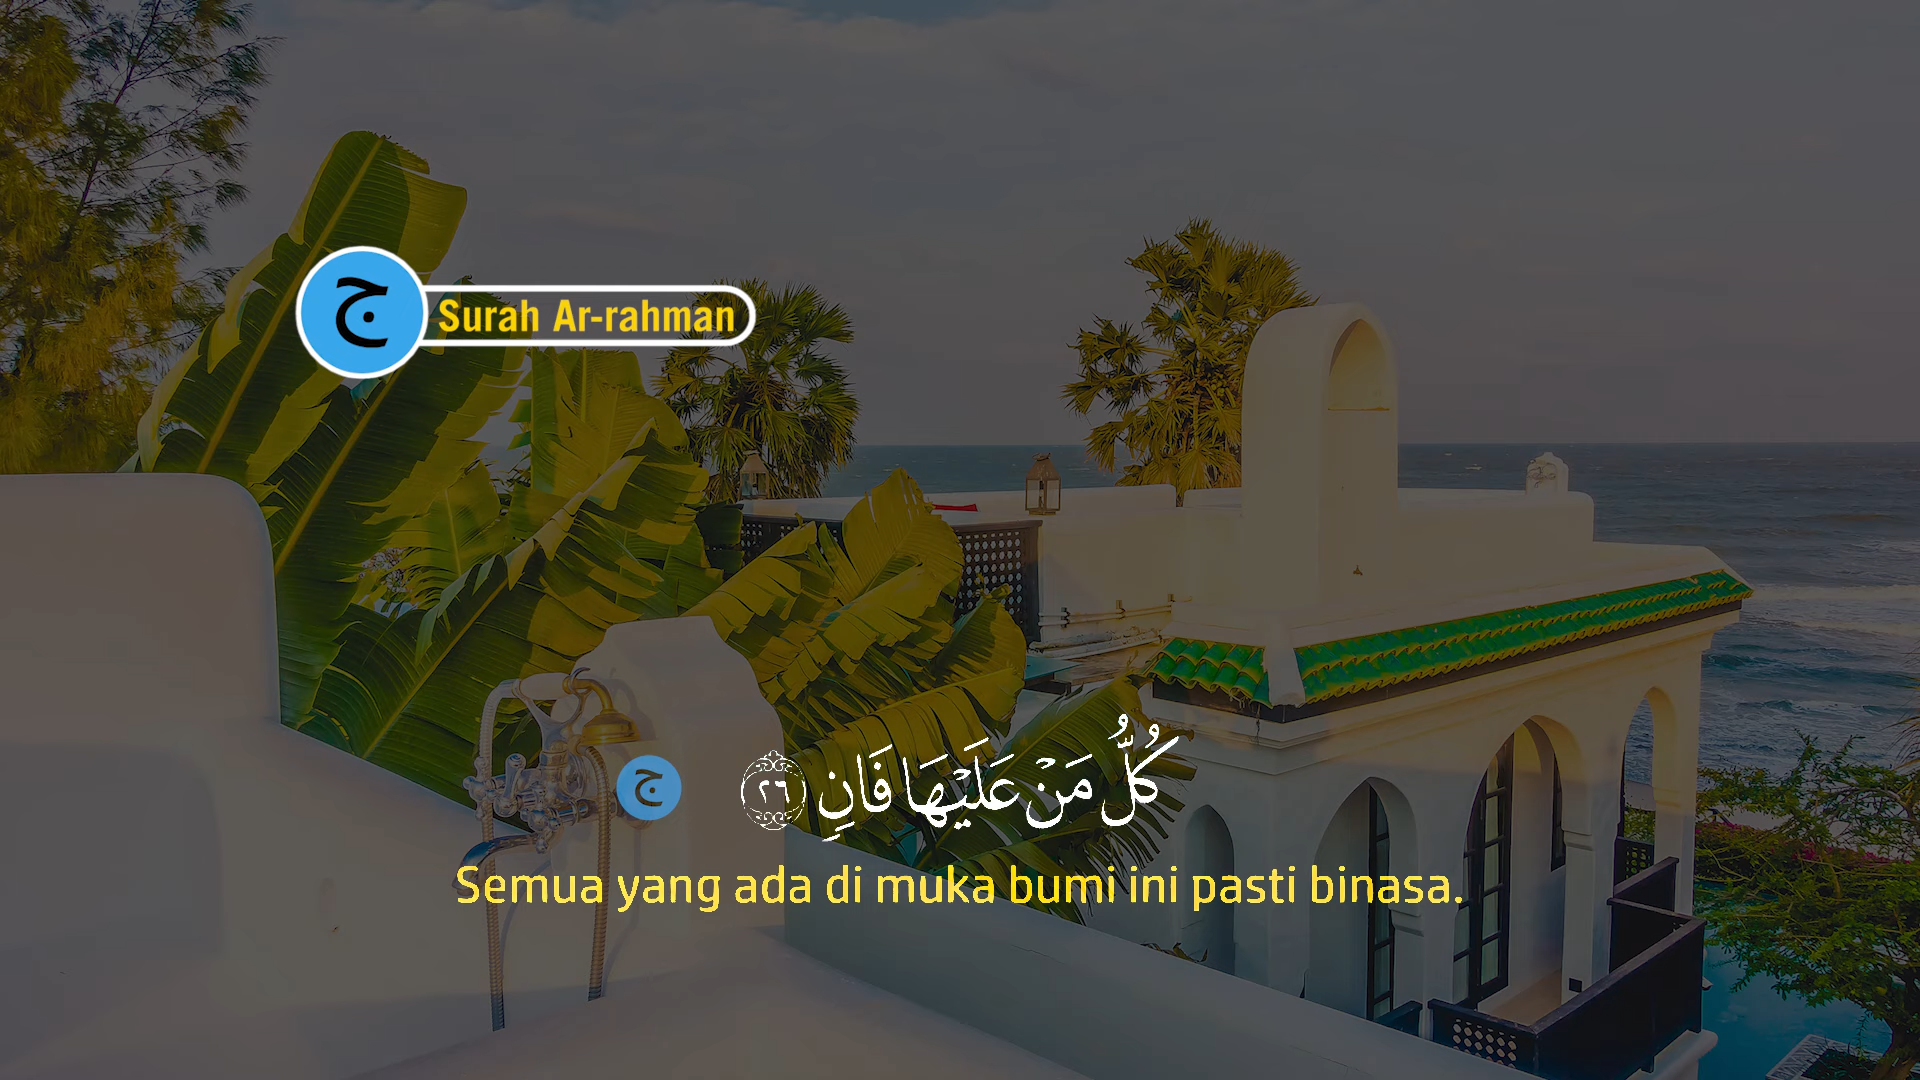 ج
Surah Ar-rahman
كُلُّ مَنْ عَلَيْهَا فَانٍ ٢٦ ج
Semua yang ada di muka bumi ini pasti binasa.